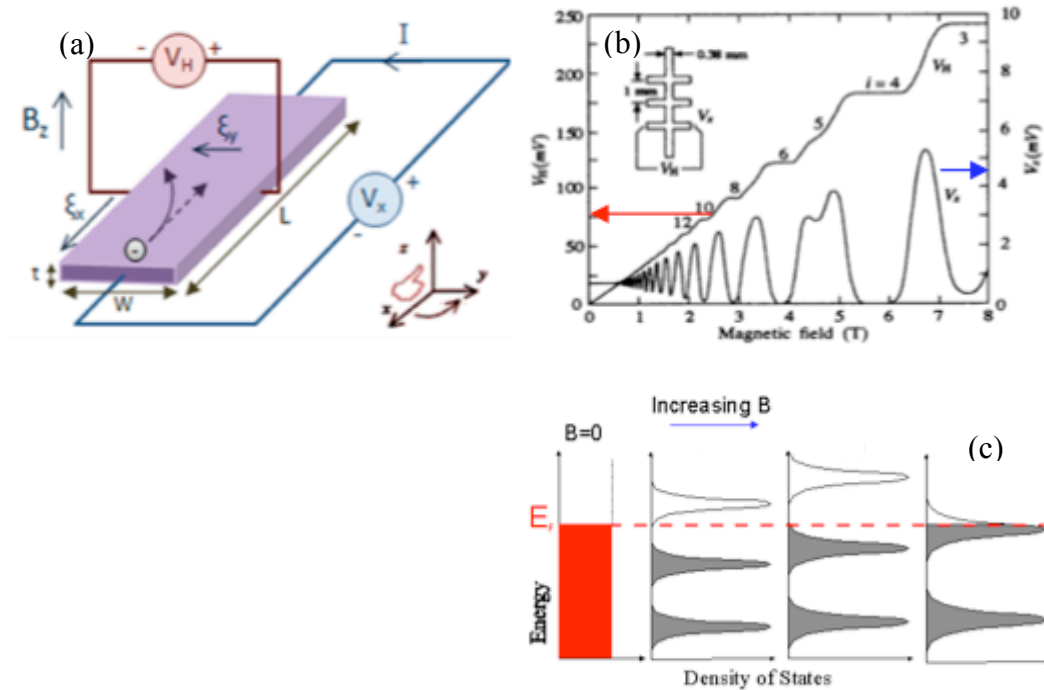 (a)
- V_H +
I
B_z
ξ_y
ξ_x
L
+
V_x
-
-
t
W
z
y
x
(b)
250
200
150
100
50
0
V_H (mV)
0.38 mm
1 mm
V_x
V_H
12
10
8
6
5
i = 4
3
V_H
V_x
10
8
6
4
2
0
V_x (mV)
0 1 2 3 4 5 6 7 8
Magnetic field (T)
Increasing B
B=0
(c)
E_F
Energy
Density of States